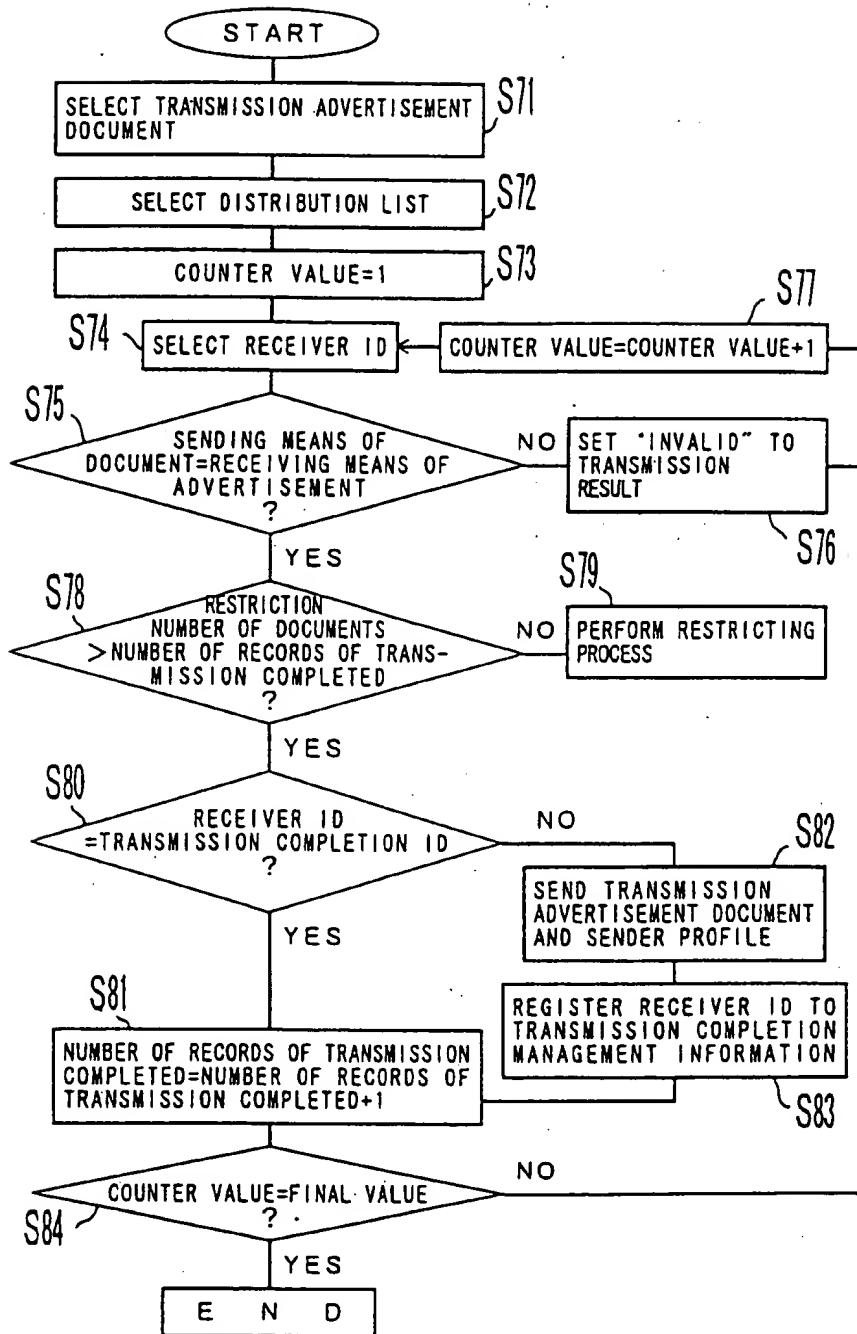 START
SELECT TRANSMISSION ADVERTISEMENT
DOCUMENT
S71
SELECT DISTRIBUTION LIST
S72
COUNTER VALUE=1
S73
S74
SELECT RECEIVER ID
S77
COUNTER VALUE=COUNTER VALUE+1
S75
SENDING MEANS OF
DOCUMENT=RECEIVING MEANS OF
ADVERTISEMENT
?
NO
SET "INVALID" TO
TRANSMISSION
RESULT
S76
YES
S78
RESTRICTION
NUMBER OF DOCUMENTS
>NUMBER OF RECORDS OF TRANS-
MISSION COMPLETED
?
NO
S79
PERFORM RESTRICTING
PROCESS
YES
S80
RECEIVER ID
=TRANSMISSION COMPLETION ID
?
NO
S82
SEND TRANSMISSION
ADVERTISEMENT DOCUMENT
AND SENDER PROFILE
YES
REGISTER RECEIVER ID TO
TRANSMISSION COMPLETION
MANAGEMENT INFORMATION
S83
S81
NUMBER OF RECORDS OF TRANSMISSION
COMPLETED=NUMBER OF RECORDS OF
TRANSMISSION COMPLETED+1
COUNTER VALUE=FINAL VALUE
?
S84
NO
YES
END